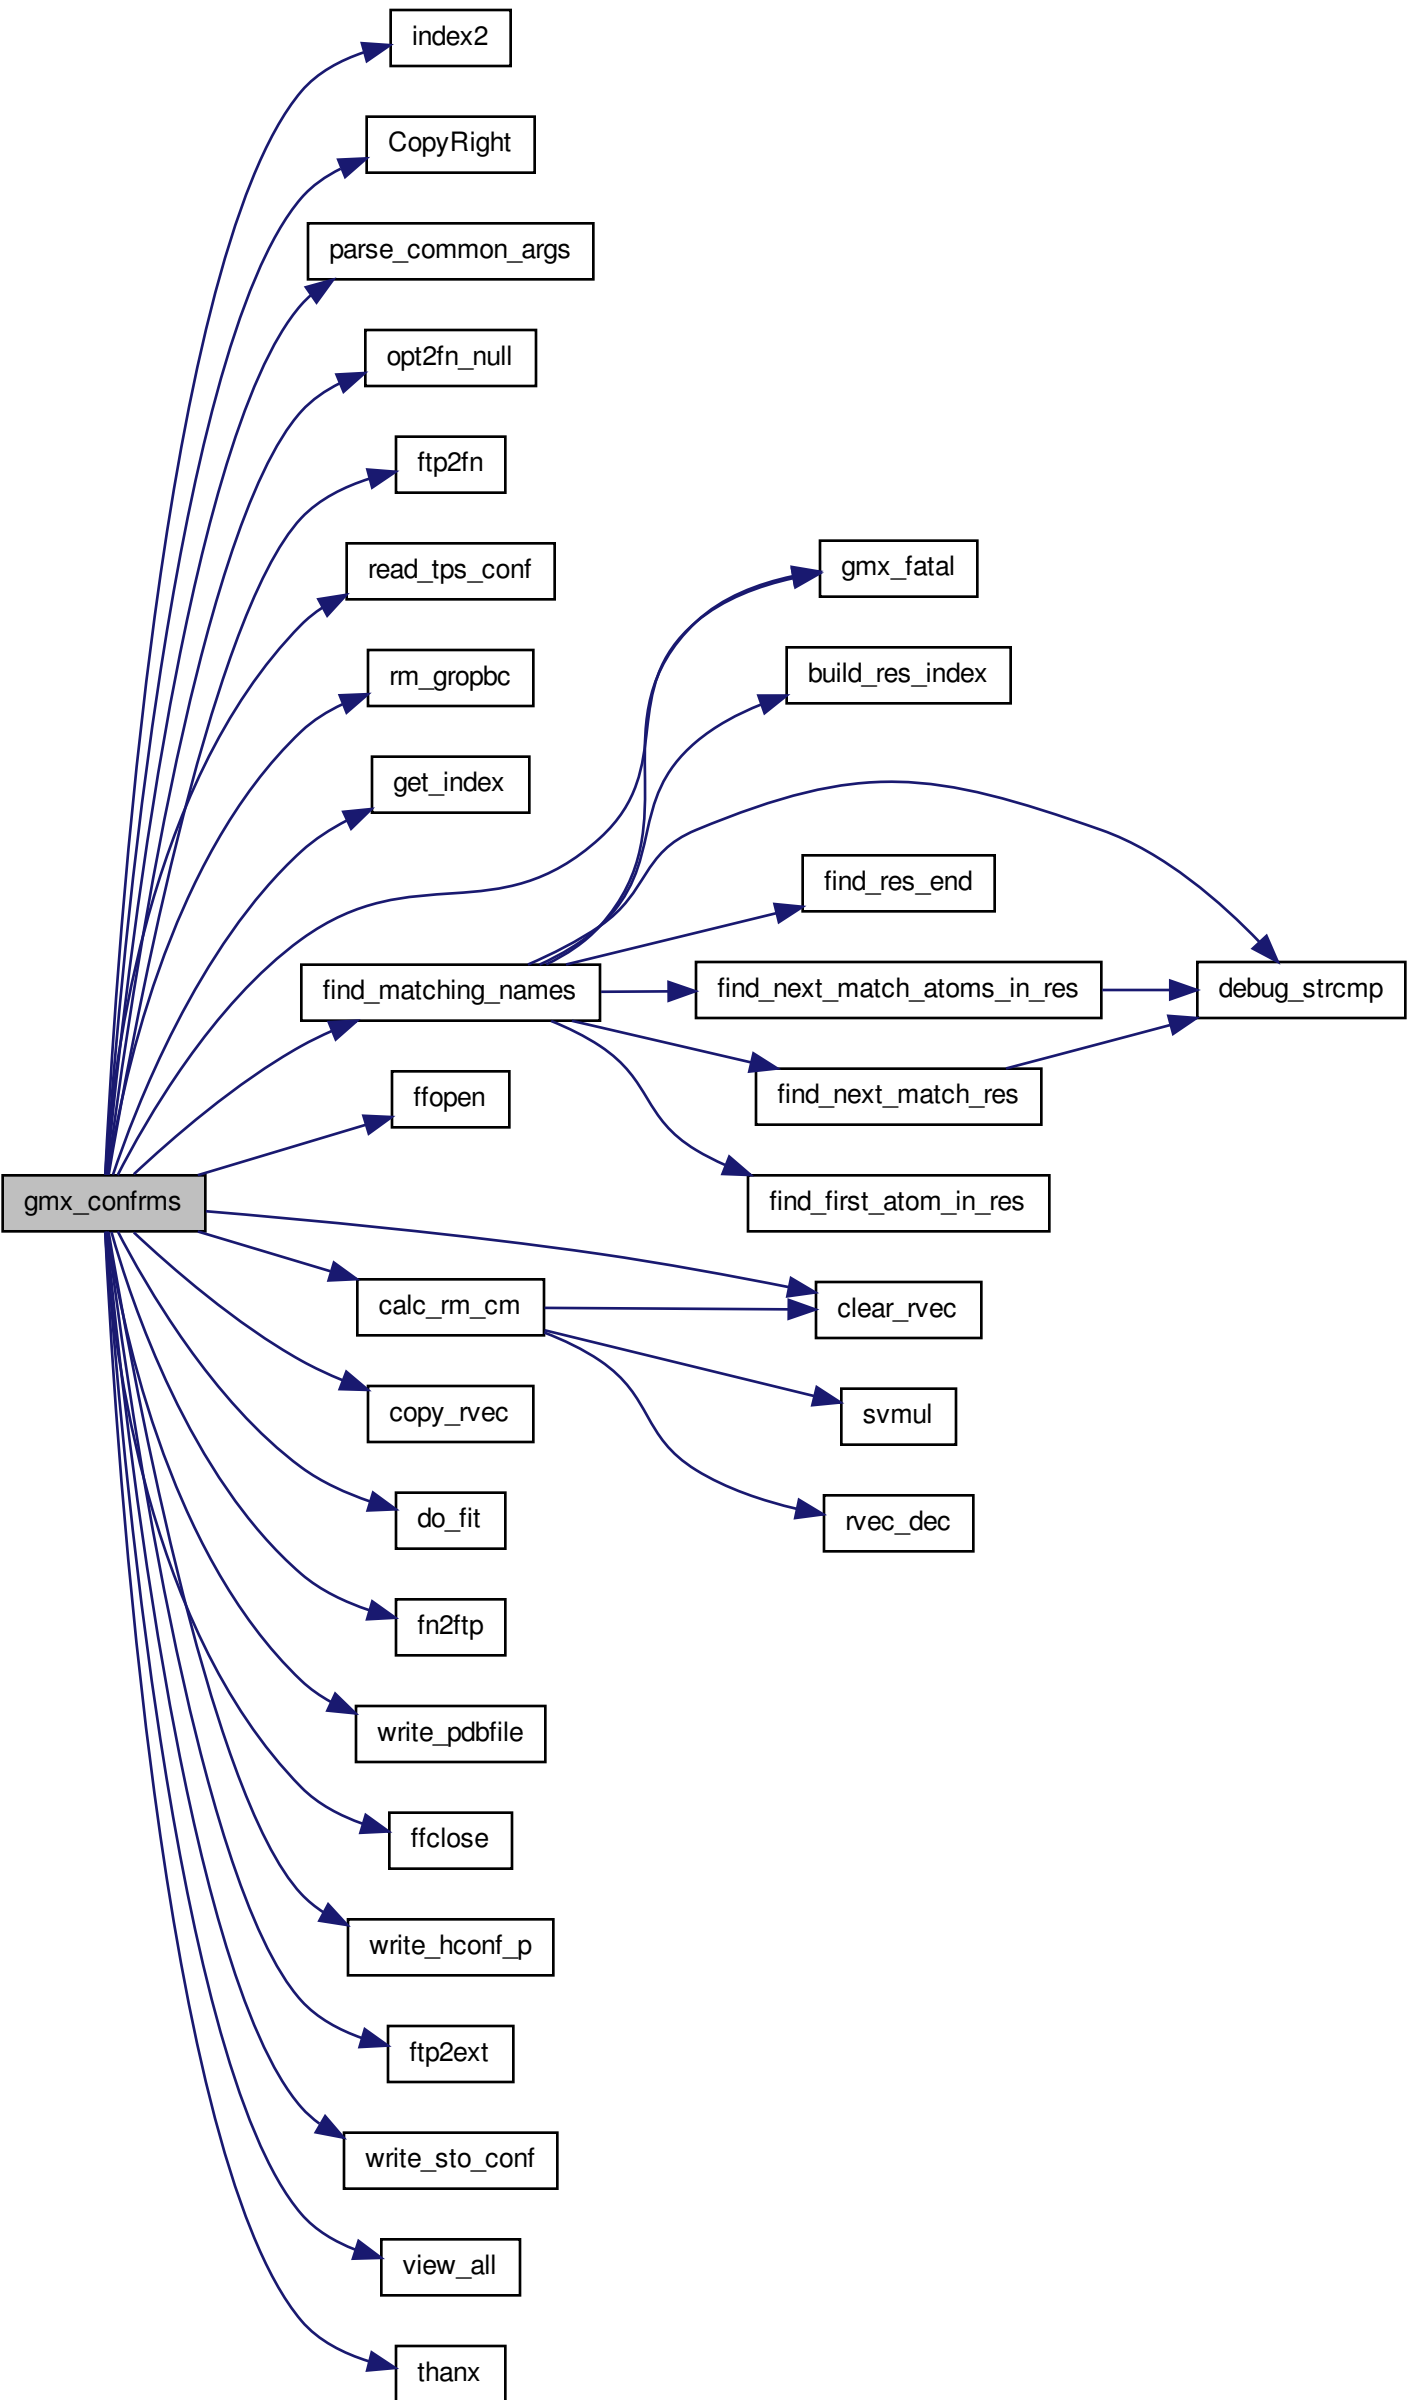 index2
CopyRight
parse_common_args
opt2fn_null
ftp2fn
read_tps_conf
gmx_fatal
rm_gropbc
build_res_index
get_index
find_res_end
find_matching_names
find_next_match_atoms_in_res
debug_strcmp
ffopen
find_next_match_res
gmx_confrms
find_first_atom_in_res
calc_rm_cm
clear_rvec
copy_rvec
svmul
do_fit
rvec_dec
fn2ftp
write_pdbfile
ffclose
write_hconf_p
ftp2ext
write_sto_conf
view_all
thanx